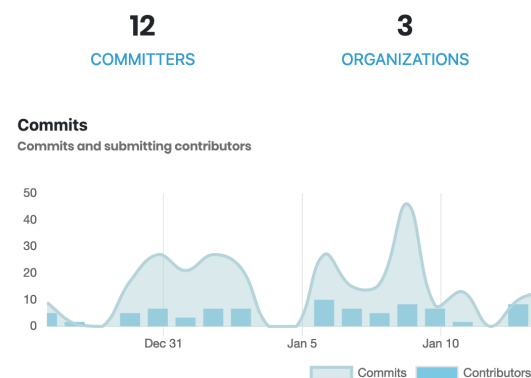 12 3
COMMITTERS ORGANIZATIONS
Commits
Commits and submitting contributors
50
40
30
20
10
0
Dec 31 Jan 5 Jan 10
Commits Contributors